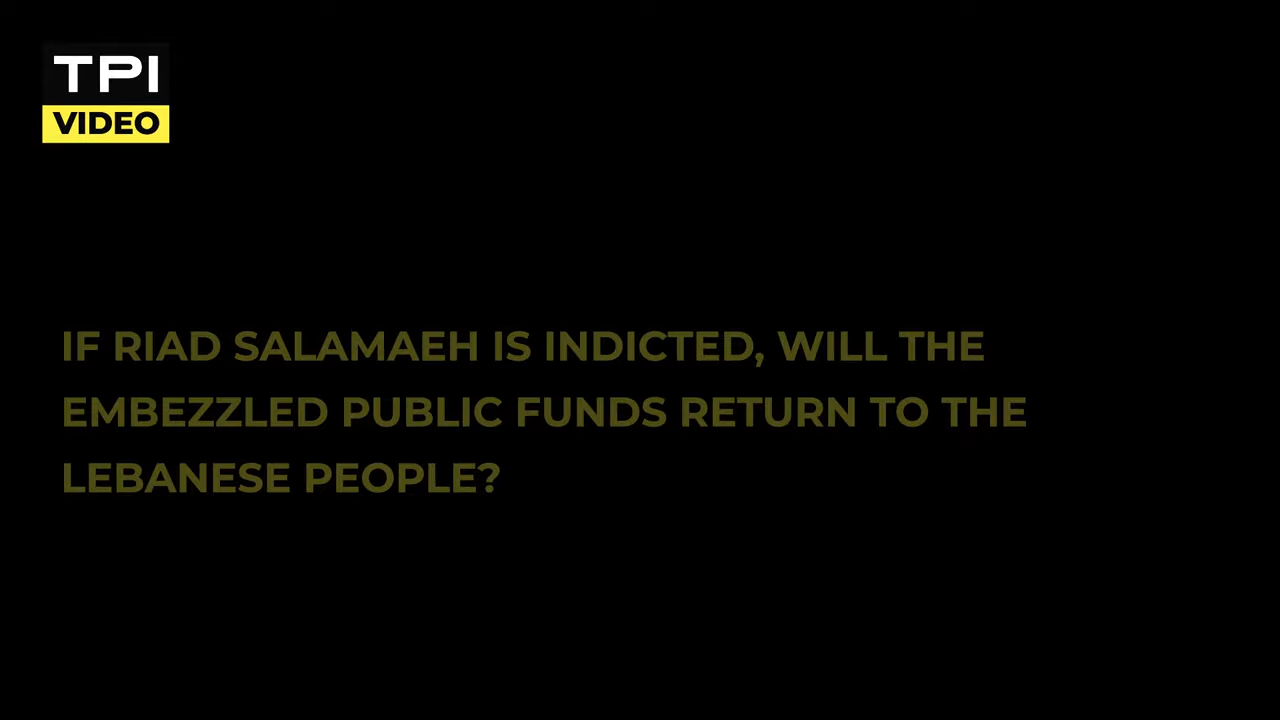 TPI
VIDEO
IF RIAD SALAMAEH IS INDICTED, WILL THE
EMBEZZLED PUBLIC FUNDS RETURN TO THE
LEBANESE PEOPLE?